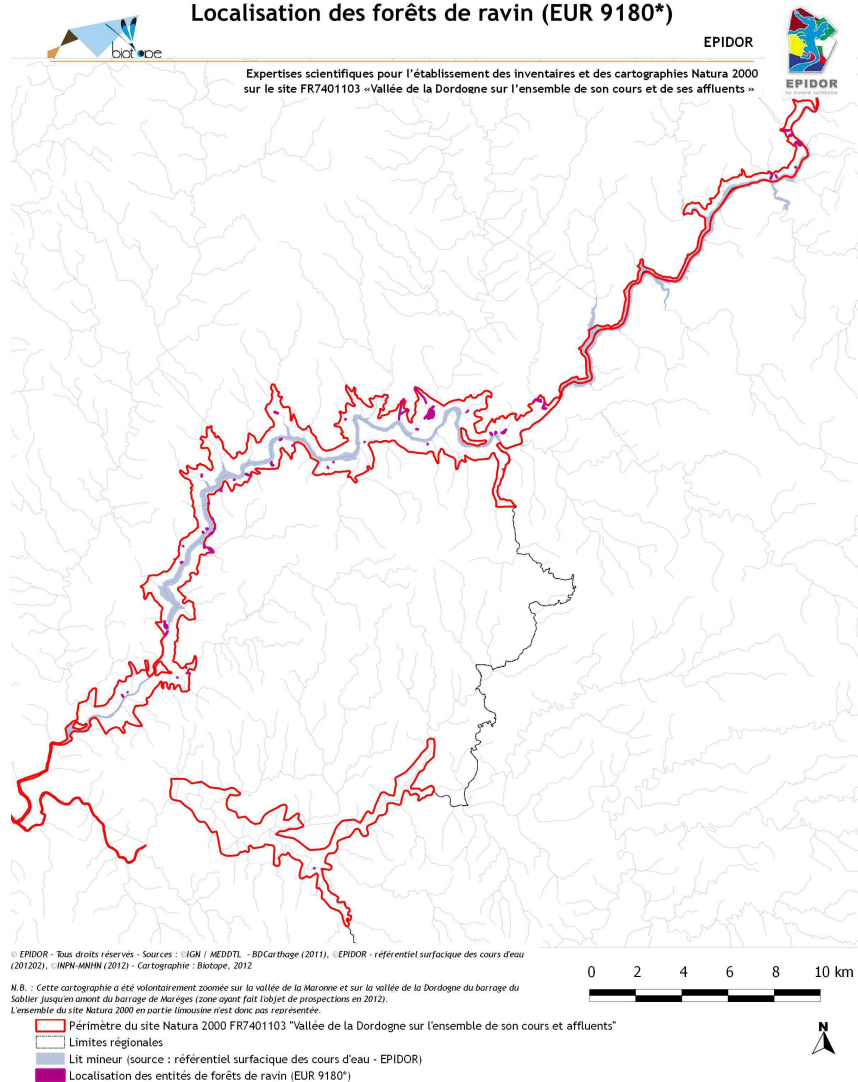 Localisation des forêts de ravin (EUR 9180*)
biotope
EPIDOR
EPIDOR
Expertises scientifiques pour l'établissement des inventaires et des cartographies Natura 2000
sur le site FR7401103 «Vallée de la Dordogne sur l'ensemble de son cours et de ses affluents »
© EPIDOR - Tous droits réservés - Sources : ©IGN / MEDDTL - BDCarthage (2011), ©EPIDOR - référentiel surfacique des cours d'eau
(201202), ©INPN-MNHN (2012) - Cartographie : Biotope, 2012
N.B. : Cette cartographie a été volontairement zoomée sur la vallée de la Maronne et sur la vallée de la Dordogne du barrage du
Sablier jusqu'en amont du barrage de Marèges (zone ayant fait l'objet de prospections en 2012).
L'ensemble du site Natura 2000 en partie limousine n'est donc pas représentée.
0 2 4 6 8 10 km
Périmètre du site Natura 2000 FR7401103 "Vallée de la Dordogne sur l'ensemble de son cours et affluents"
Limites régionales
Lit mineur (source : référentiel surfacique des cours d'eau - EPIDOR)
Localisation des entités de forêts de ravin (EUR 9180*)
N